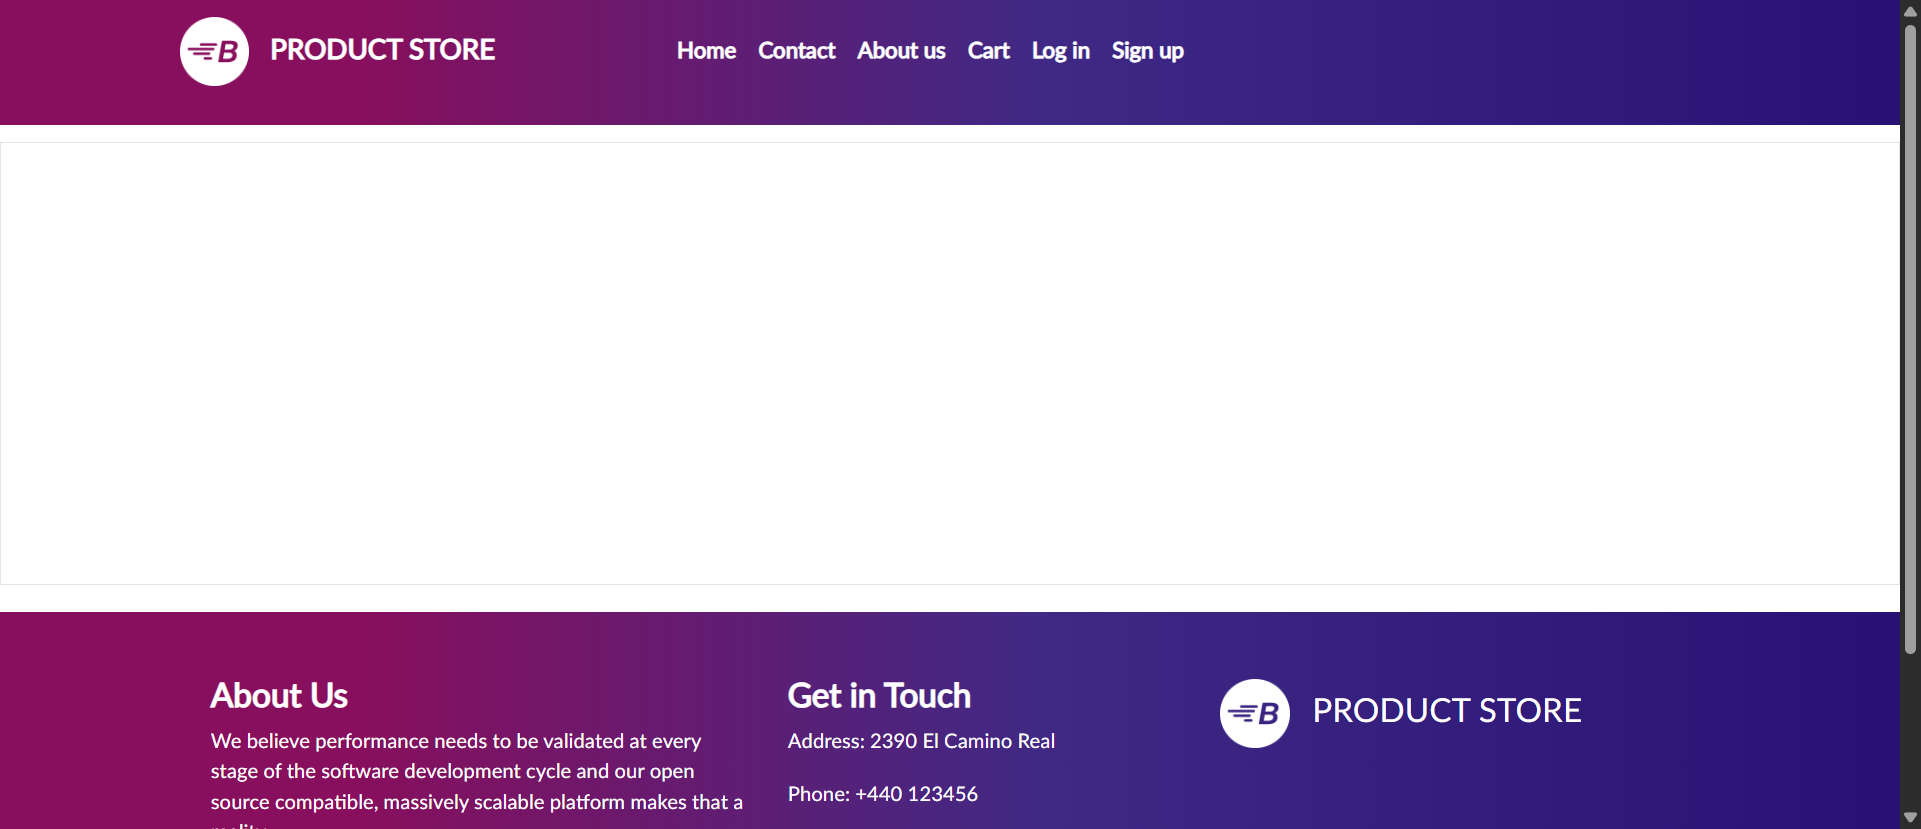 B PRODUCT STORE
Home Contact About us Cart Log in Sign up
About Us
We believe performance needs to be validated at every
stage of the software development cycle and our open
source compatible, massively scalable platform makes that a
Get in Touch
Address: 2390 El Camino Real
Phone: +440 123456
B PRODUCT STORE